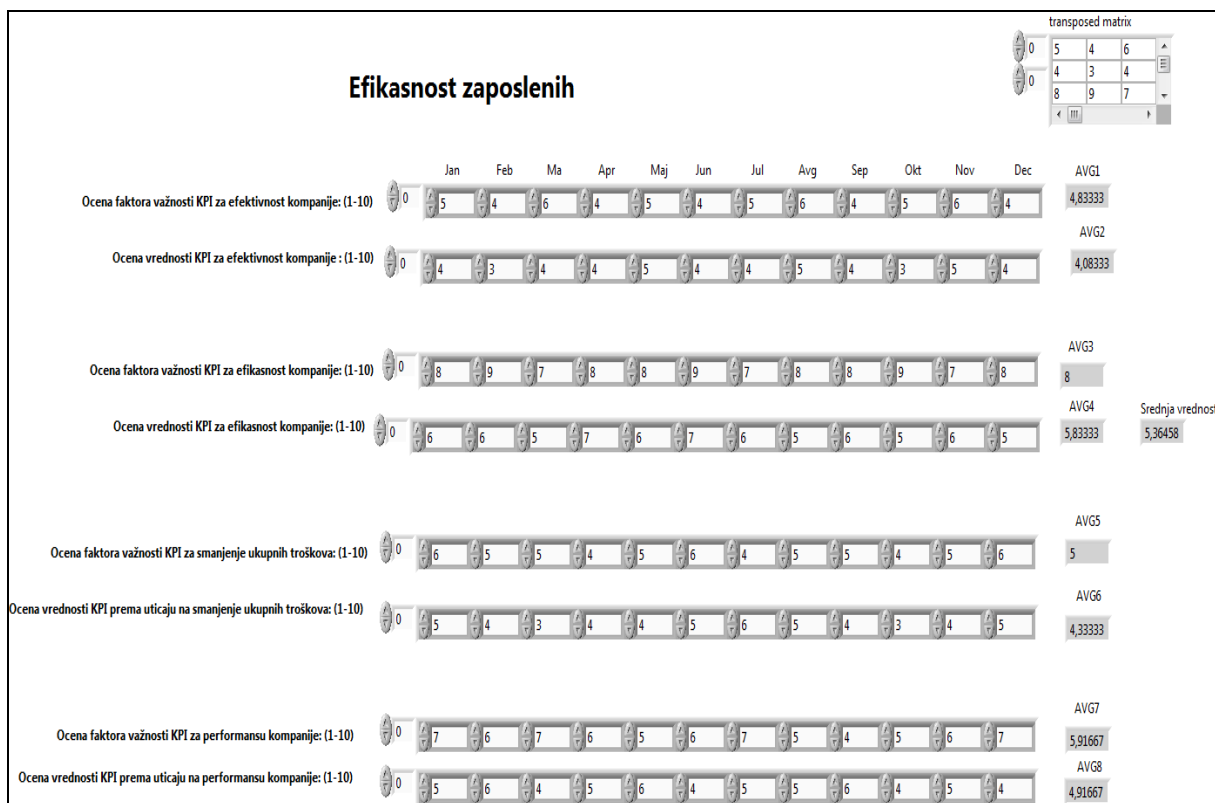 transposed matrix
0 5 4 6
0 4 3 4
8 9 7
Efikasnost zaposlenih
Jan Feb Ma Apr Maj Jun Jul Avg Sep Okt Nov Dec AVG1
Ocena faktora važnosti KPI za efektivnost kompanije: (1-10) 0 5 4 6 4 5 4 5 6 4 5 6 4 4,83333
AVG2
Ocena vrednosti KPI za efektivnost kompanije : (1-10) 0 4 3 4 4 5 4 4 5 4 3 5 4 4,08333
AVG3
Ocena faktora važnosti KPI za efikasnost kompanije: (1-10) 0 8 9 7 8 8 9 7 8 8 9 7 8 8
AVG4 Srednja vrednost
Ocena vrednosti KPI za efikasnost kompanije: (1-10) 0 6 6 5 7 6 7 6 5 6 5 6 5 5,83333 5,36458
AVG5
Ocena faktora važnosti KPI za smanjenje ukupnih troškova: (1-10) 0 6 5 5 4 5 6 4 5 5 4 5 6 5
AVG6
Ocena vrednosti KPI prema uticaju na smanjenje ukupnih troškova: (1-10) 0 5 4 3 4 4 5 6 5 4 3 4 5 4,33333
AVG7
Ocena faktora važnosti KPI za performansu kompanije: (1-10) 0 7 6 7 6 5 6 7 5 4 5 6 7 5,91667
AVG8
Ocena vrednosti KPI prema uticaju na performansu kompanije: (1-10) 0 5 6 4 5 6 4 5 5 6 4 5 4 4,91667